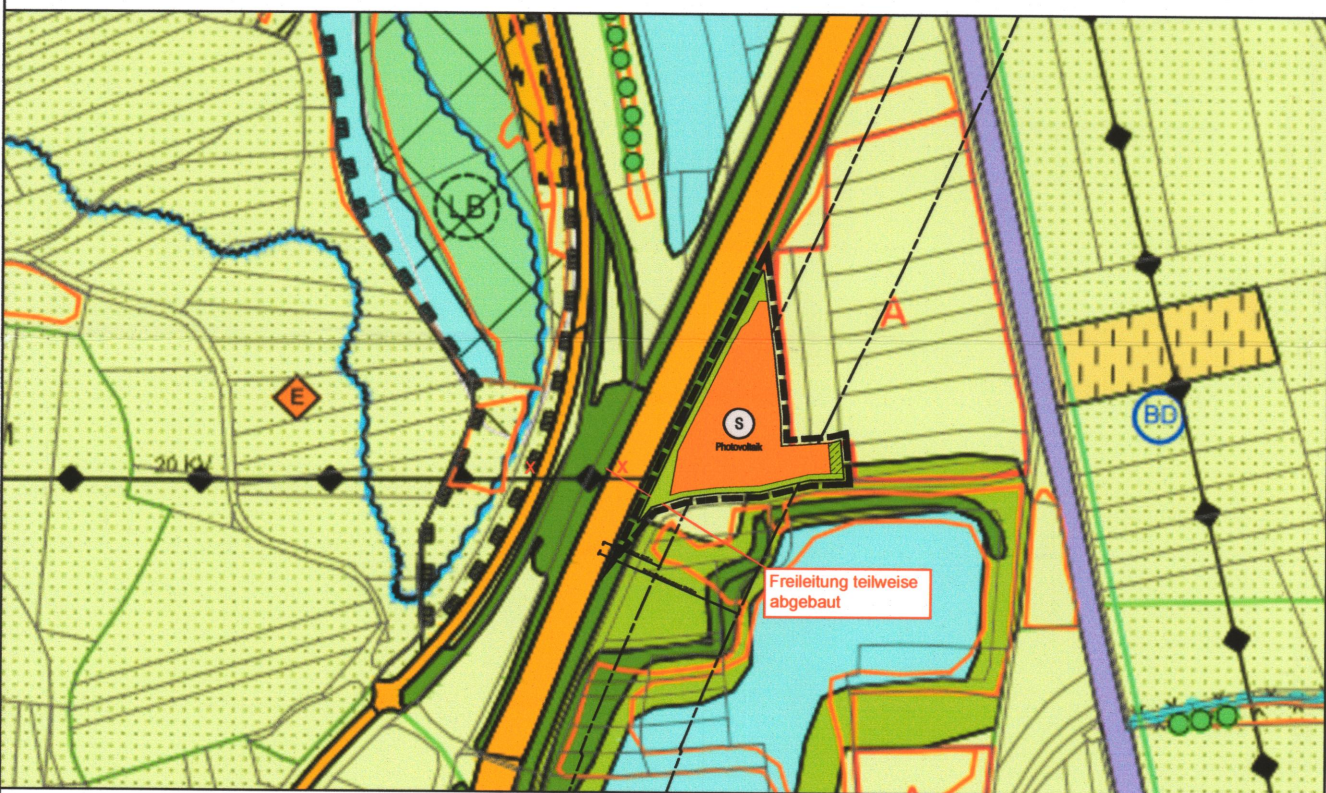 LB
A
E
S
Photovoltaik
BD
20 KV
x
x
Freileitung teilweise
abgebaut